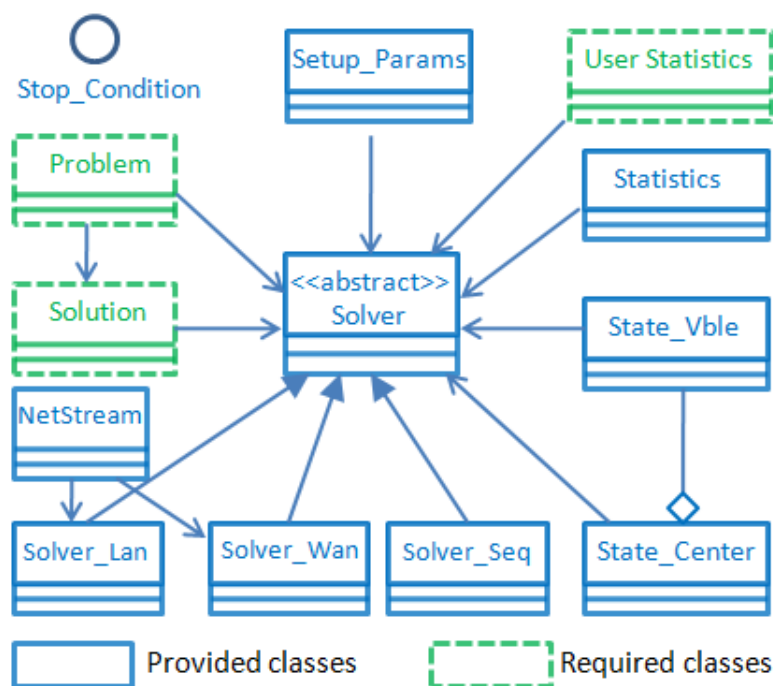 Stop_Condition
Setup_Params
User Statistics
Problem
Statistics
<<abstract>>
Solver
Solution
State_Vble
NetStream
Solver_Lan
Solver_Wan
Solver_Seq
State_Center
Provided classes
Required classes